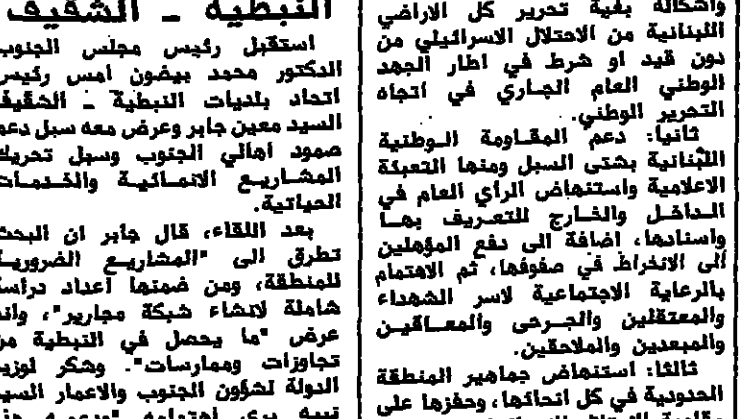 واشكاله بغية تحرير كل الاراضي
اللبنانية من الاحتلال الاسرائيلي من
دون قيد او شرط في اطار الجهد
الوطني العام الجاري في اتجاه
التحرير الوطني.
ثانيا: دعم المقاومة الوطنية
اللبنانية بشتى السبل ومنها التعبئة
الاعلامية واستنهاض الرأي العام في
الداخل والخارج للتعريف بها
واسنادها، اضافة الى دفع المؤهلين
الى الانخراط في صفوفها، ثم الاهتمام
بالرعاية الاجتماعية لاسر الشهداء
والمعتقلين والجرحى والمعاقين
والمبعدين والملاحقين.
ثالثا: استنهاض جماهير المنطقة
الحدودية في كل انحائها، وحفزها على
النبطية ـ الشقيف
استقبل رئيس مجلس الجنوب
الدكتور محمد بيضون امس رئيس
اتحاد بلديات النبطية ـ الشقيف
السيد معين جابر وعرض معه سبل دعم
صمود اهالي الجنوب وسبل تحريك
المشاريع الانمائية والخدمات
الحياتية.
بعد اللقاء، قال جابر ان البحث
تطرق الى "المشاريع الضرورية
للمنطقة، ومن ضمنها اعداد دراسة
شاملة لانشاء شبكة مجارير"، وانه
عرض "ما يحصل في النبطية من
تجاوزات وممارسات". وشكر لوزير
الدولة لشؤون الجنوب والاعمار السيد
نبيه بري اهتمامه